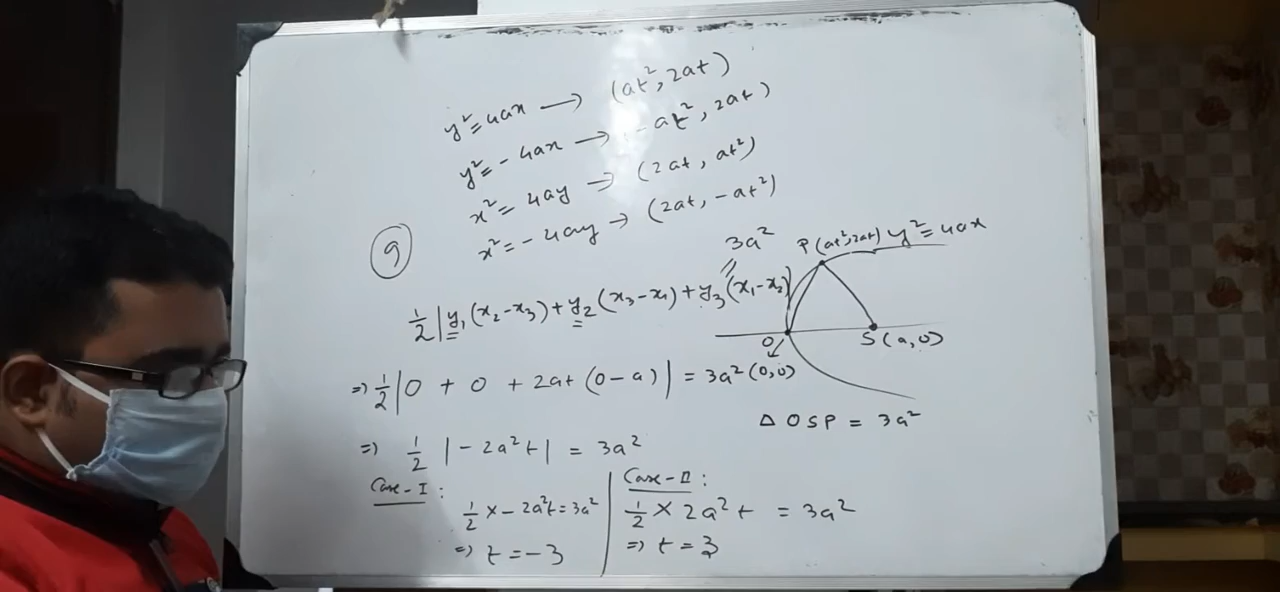 y² = 4ax → (at², 2at)
y² = - 4ax → - at², 2at)
x² = 4ay → (2at, at²)
x² = - 4ay → (2at, - at²)
9
3a²
P(at², 2at) y² = 4ax
1/2 | y₁(x₂-x₃) + y₂(x₃-x₁) + y₃(x₁-x₂)
O
S(a, 0)
⇒ 1/2 | 0 + 0 + 2at (0 - a) | = 3a²
(0, 0)
△ OSP = 3a²
⇒ 1/2 | - 2a²t | = 3a²
Case - I :
1/2 × - 2a²t = 3a²
⇒ t = - 3
Case - II :
1/2 × 2a²t = 3a²
⇒ t = 3